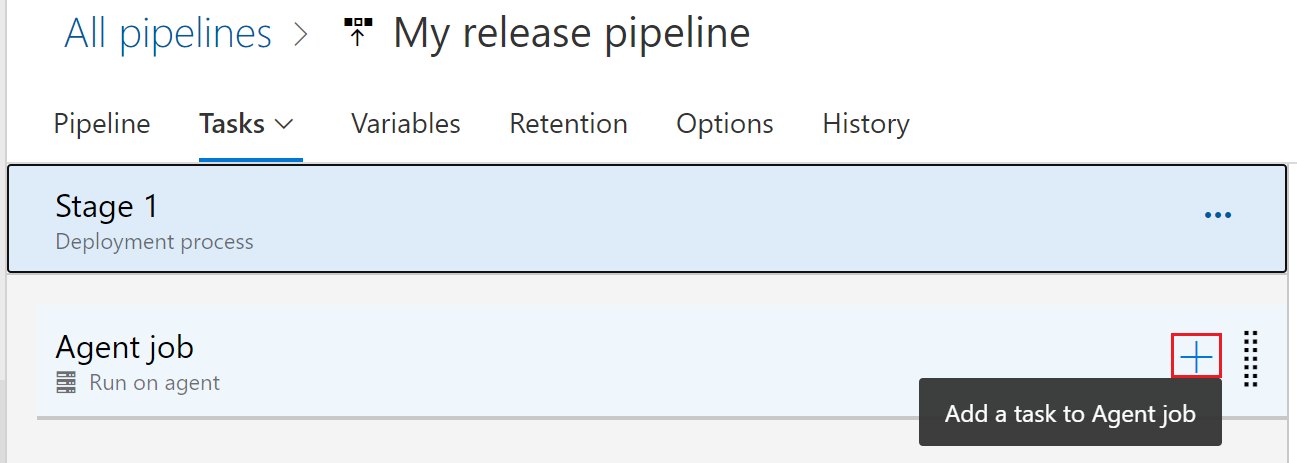 All pipelines > My release pipeline
Pipeline Tasks Variables Retention Options History
Stage 1
Deployment process
Agent job
Run on agent
Add a task to Agent job